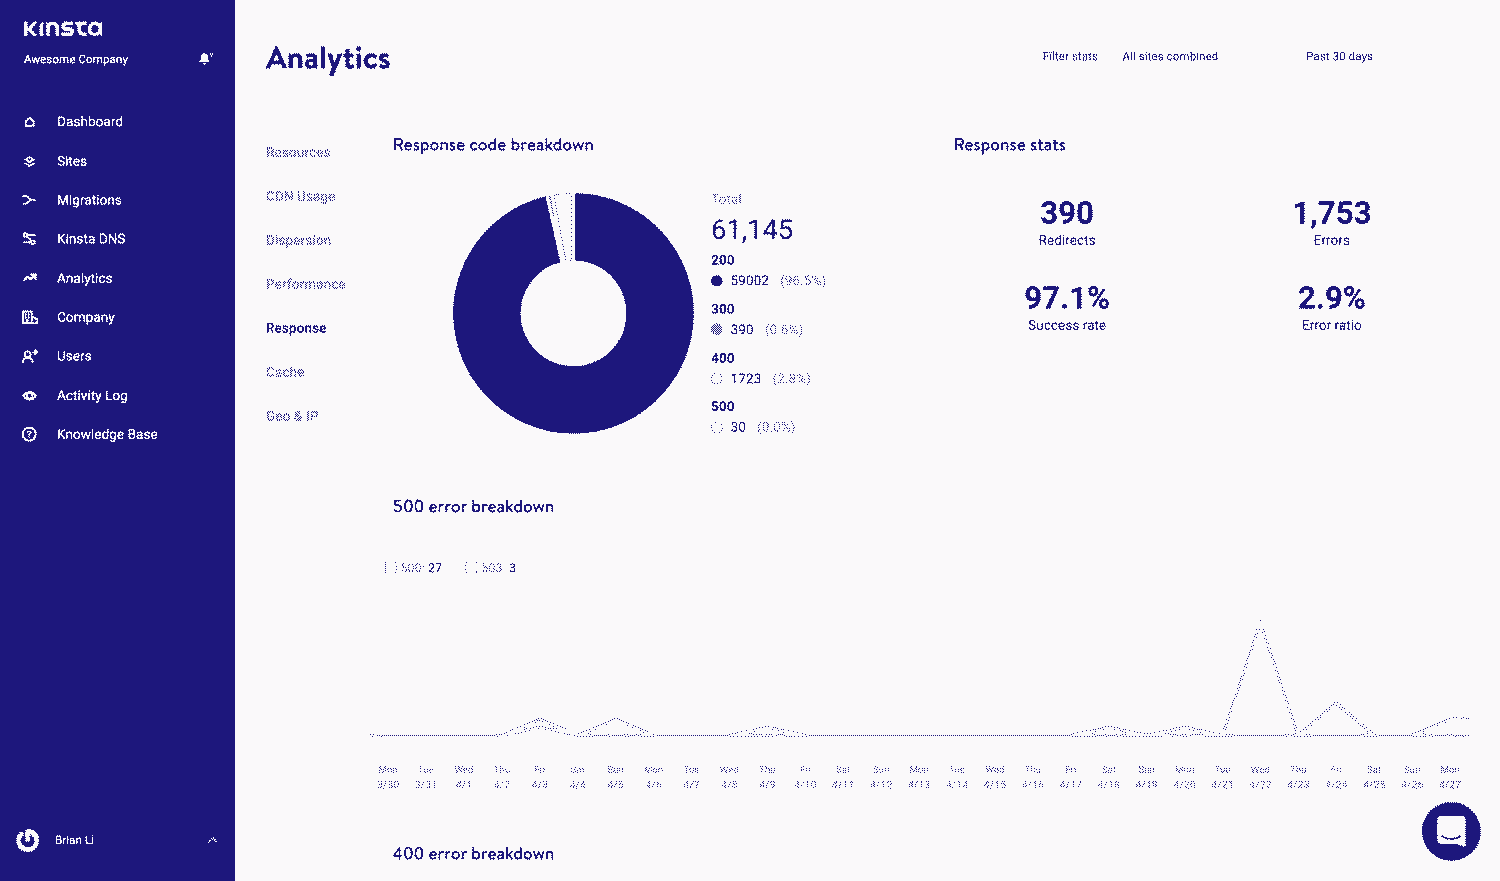 Kinsta
Awesome Company
Dashboard
Sites
Migrations
Kinsta DNS
Analytics
Company
Users
Activity Log
Knowledge Base
Brian Li
Analytics
Filter stats
All sites combined
Past 30 days
Resources
CDN Usage
Dispersion
Performance
Response
Cache
Geo & IP
Response code breakdown
Total
61,145
200
59002 (96.5%)
300
390 (0.6%)
400
1723 (2.8%)
500
30 (0.0%)
Response stats
390
Redirects
1,753
Errors
97.1%
Success rate
2.9%
Error ratio
500 error breakdown
500: 27 503: 3
Mon Tue Wed Thu Fri Sat Sun Mon Tue Wed Thu Fri Sat Sun Mon Tue Wed Thu Fri Sat Sun Mon Tue Wed Thu Fri Sat Sun Mon
3/30 3/31 4/1 4/2 4/3 4/4 4/5 4/6 4/7 4/8 4/9 4/10 4/11 4/12 4/13 4/14 4/15 4/16 4/17 4/18 4/19 4/20 4/21 4/22 4/23 4/24 4/25 4/26 4/27
400 error breakdown